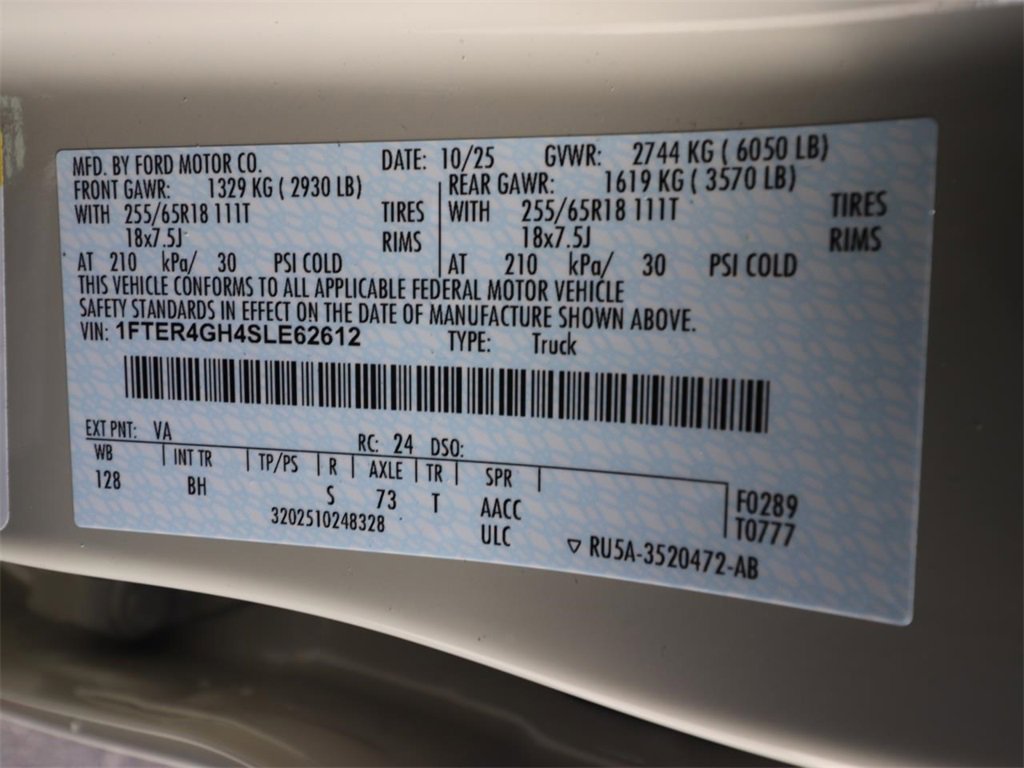 MFD. BY FORD MOTOR CO. DATE: 10/25 GVWR: 2744 KG ( 6050 LB)
FRONT GAWR: 1329 KG ( 2930 LB) REAR GAWR: 1619 KG ( 3570 LB)
WITH 255/65R18 111T TIRES WITH 255/65R18 111T TIRES
18x7.5J RIMS 18x7.5J RIMS
AT 210 kPa/ 30 PSI COLD AT 210 kPa/ 30 PSI COLD
THIS VEHICLE CONFORMS TO ALL APPLICABLE FEDERAL MOTOR VEHICLE
SAFETY STANDARDS IN EFFECT ON THE DATE OF MANUFACTURE SHOWN ABOVE.
VIN: 1FTER4GH4SLE62612 TYPE: Truck
EXT PNT: VA RC: 24 DSO:
WB INT TR TP/PS R AXLE TR SPR
128 BH S 73 T AACC F0289
3202510248328 ULC T0777
RU5A-3520472-AB